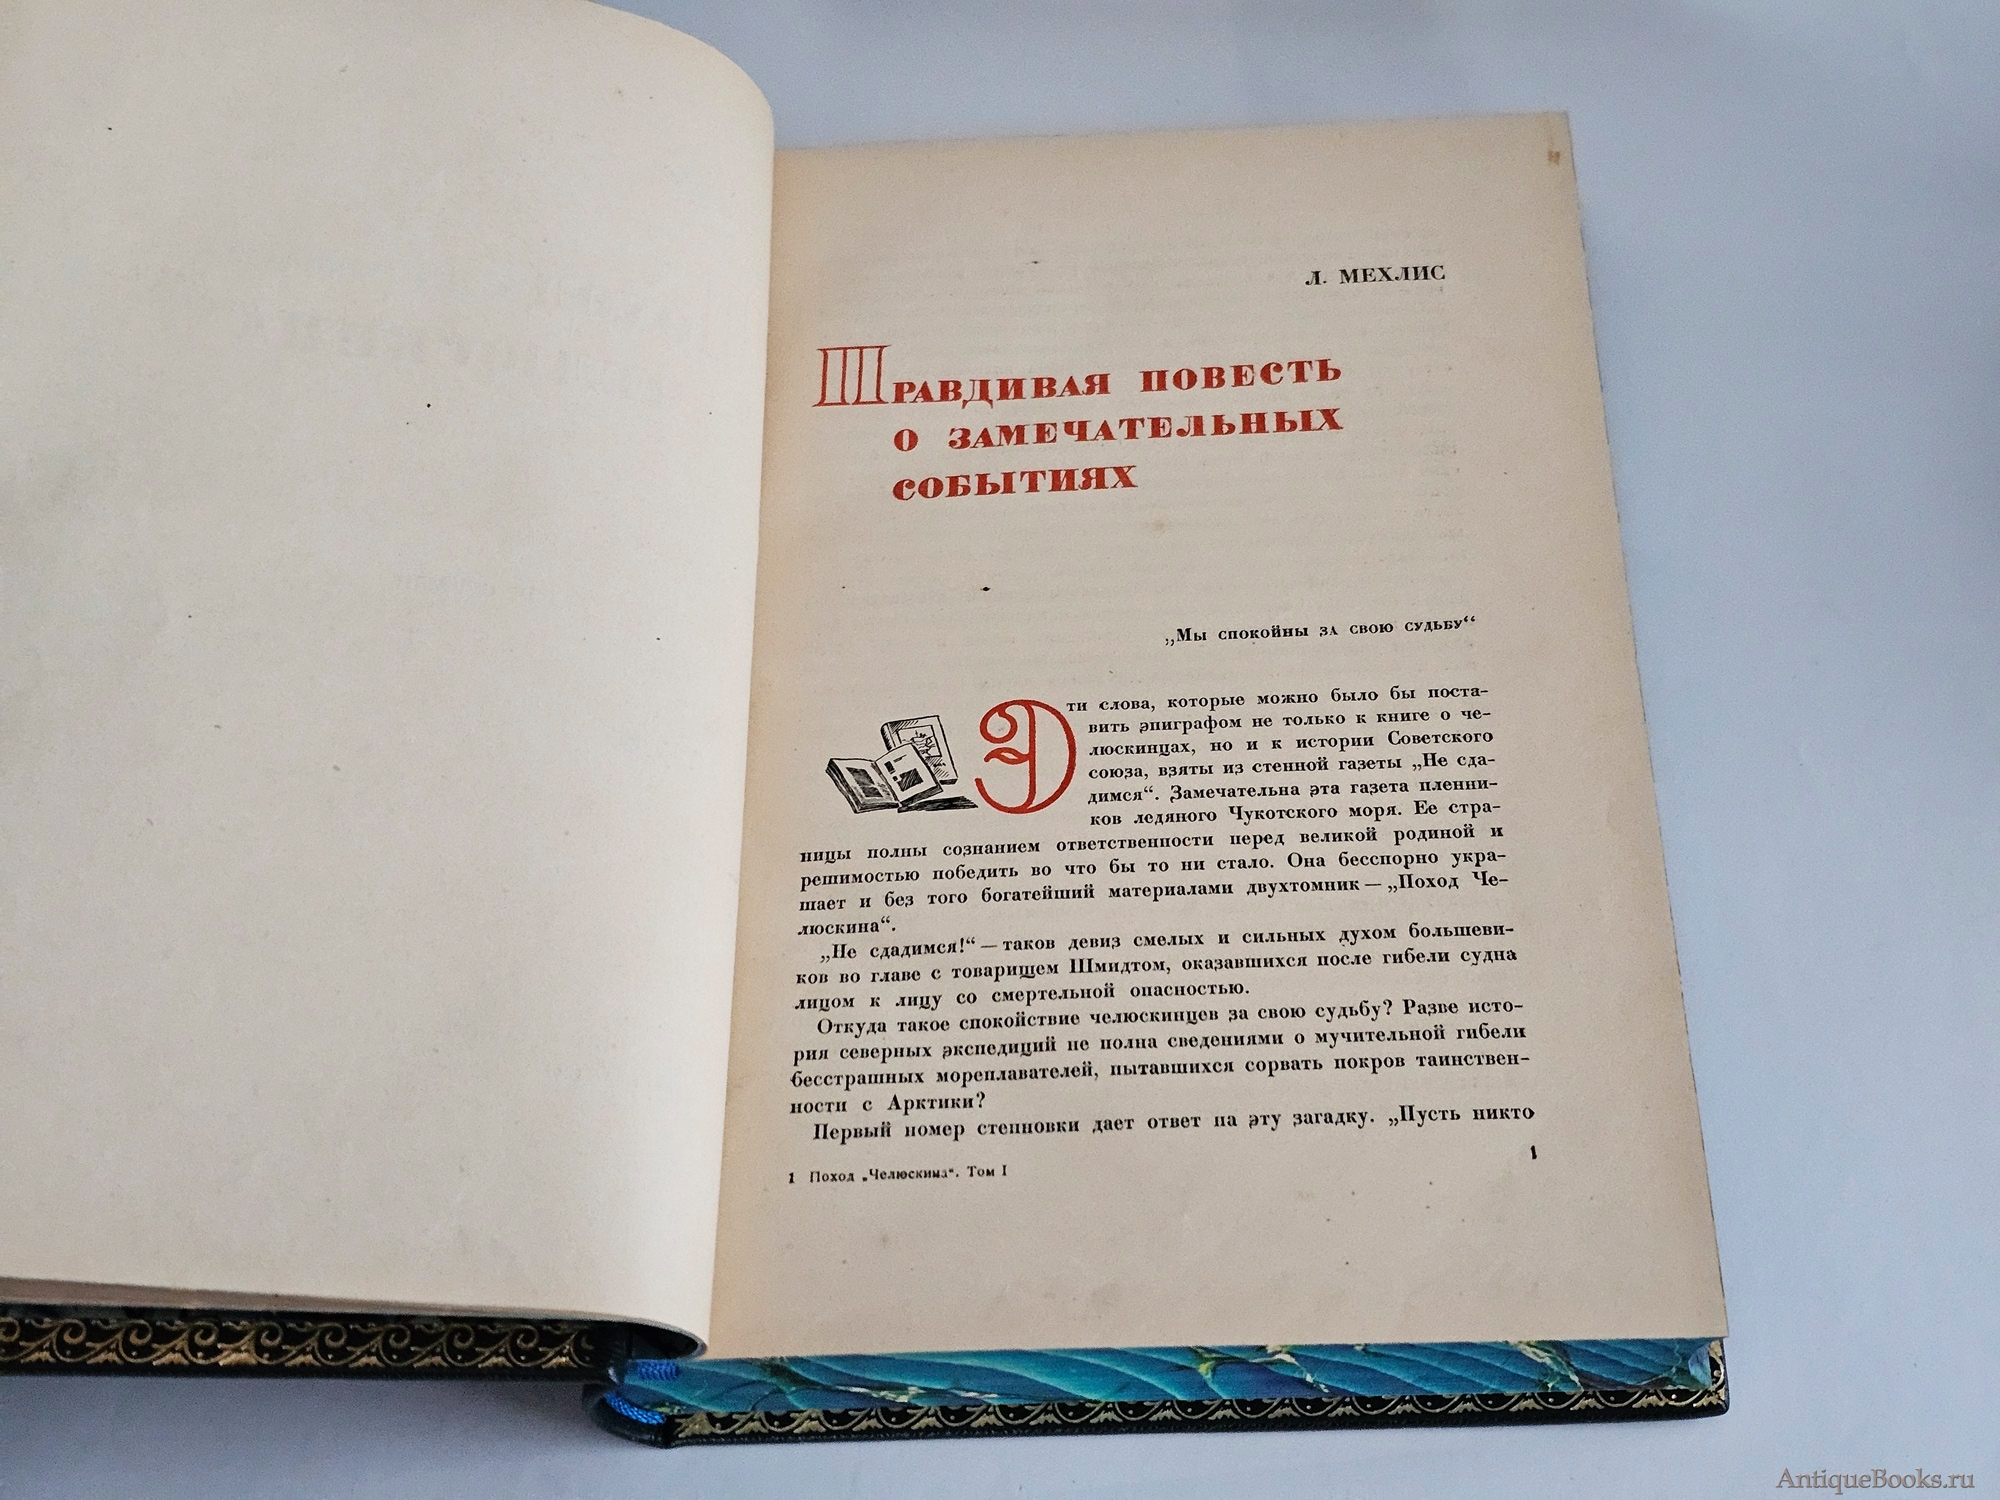 Л. МЕХЛИС
ПРАВДИВАЯ ПОВЕСТЬ
О ЗАМЕЧАТЕЛЬНЫХ
СОБЫТИЯХ
„Мы спокойны за свою судьбу“
Эти слова, которые можно было бы поста-
вить эпиграфом не только к книге о че-
люскинцах, но и к истории Советского
союза, взяты из стенной газеты „Не сда-
димся“. Замечательна эта газета пленни-
ков ледяного Чукотского моря. Ее стра-
ницы полны сознанием ответственности перед великой родиной и
решимостью победить во что бы то ни стало. Она бесспорно укра-
шает и без того богатейший материалами двухтомник — „Поход Че-
люскина“.
„Не сдадимся!“ — таков девиз смелых и сильных духом большеви-
ков во главе с товарищем Шмидтом, оказавшихся после гибели судна
лицом к лицу со смертельной опасностью.
Откуда такое спокойствие челюскинцев за свою судьбу? Разве исто-
рия северных экспедиций не полна сведениями о мучительной гибели
бесстрашных мореплавателей, пытавшихся сорвать покров таинствен-
ности с Арктики?
Первый номер стенновки дает ответ на эту загадку. „Пусть никто
1 Поход „Челюскина“. Том I
1
AntiqueBooks.ru